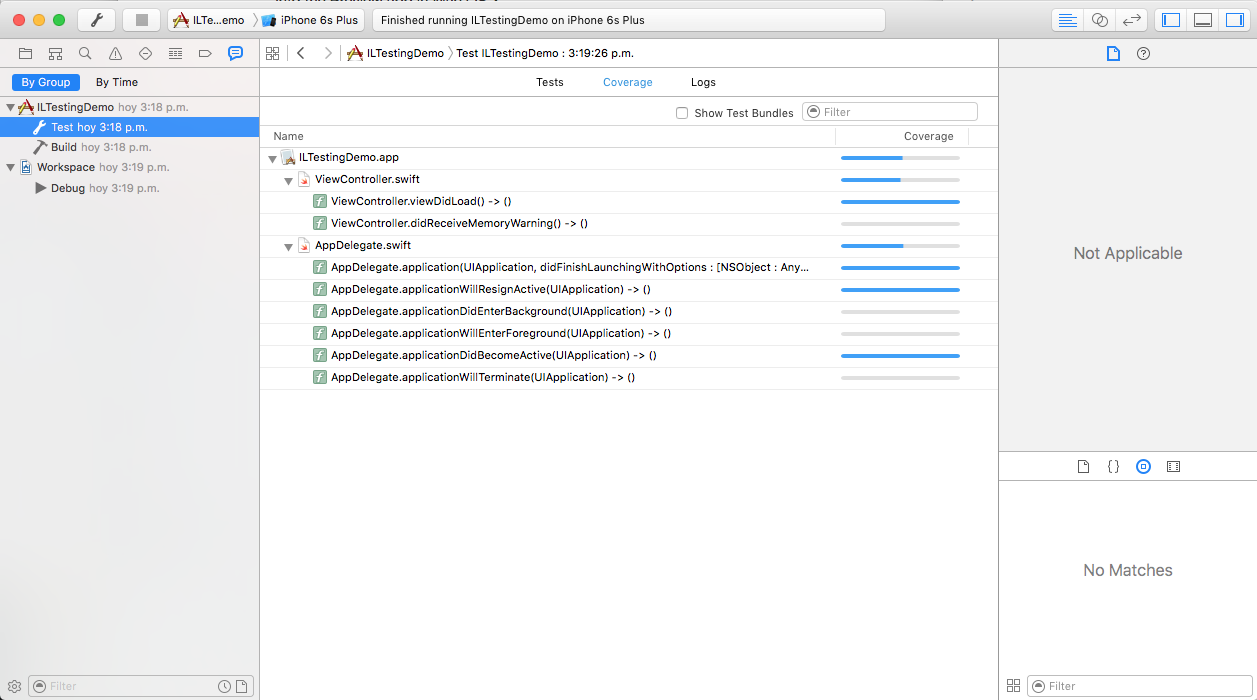 ILTe...emo
iPhone 6s Plus
Finished running ILTestingDemo on iPhone 6s Plus
ILTestingDemo
Test ILTestingDemo : 3:19:26 p.m.
By Group
By Time
Tests
Coverage
Logs
ILTestingDemo hoy 3:18 p.m.
Test hoy 3:18 p.m.
Build hoy 3:18 p.m.
Workspace hoy 3:19 p.m.
Debug hoy 3:19 p.m.
Show Test Bundles
Filter
Name
Coverage
ILTestingDemo.app
ViewController.swift
ViewController.viewDidLoad() -> ()
ViewController.didReceiveMemoryWarning() -> ()
AppDelegate.swift
AppDelegate.application(UIApplication, didFinishLaunchingWithOptions : [NSObject : Any...
AppDelegate.applicationWillResignActive(UIApplication) -> ()
AppDelegate.applicationDidEnterBackground(UIApplication) -> ()
AppDelegate.applicationWillEnterForeground(UIApplication) -> ()
AppDelegate.applicationDidBecomeActive(UIApplication) -> ()
AppDelegate.applicationWillTerminate(UIApplication) -> ()
Not Applicable
No Matches
Filter
Filter